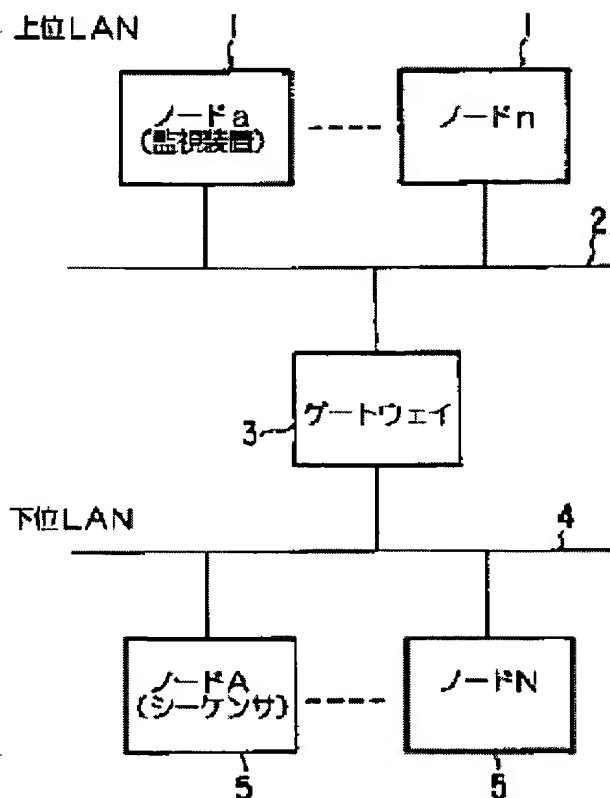 上位LAN
1
1
ノードa
(監視装置)
ノードn
2
ゲートウェイ
3
下位LAN
4
ノードA
(シーケンサ)
ノードN
5
5